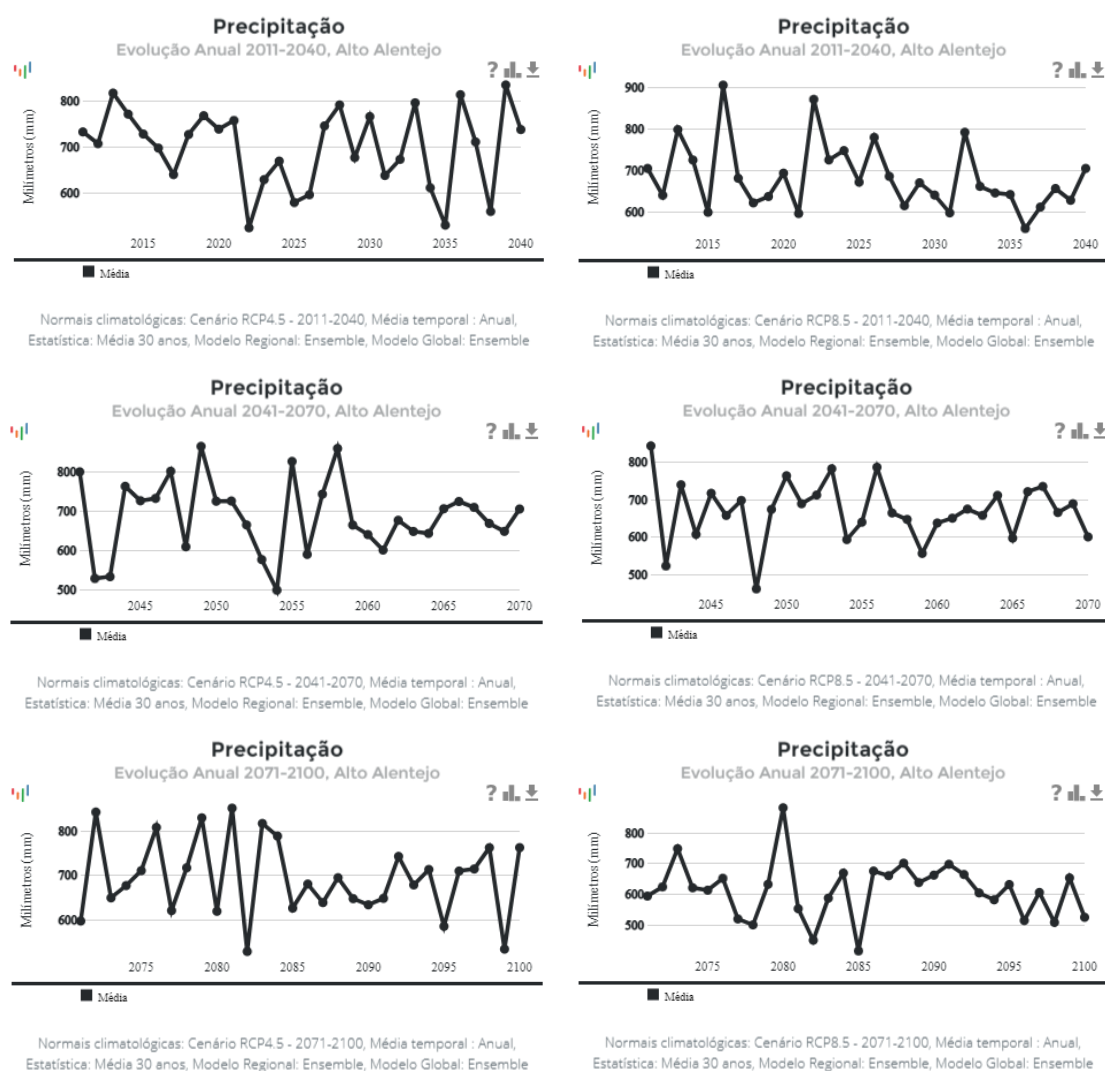 Precipitação
Evolução Anual 2011-2040, Alto Alentejo
?
Milímetros (mm)
800
700
600
2015 2020 2025 2030 2035 2040
Média
Normais climatológicas: Cenário RCP4.5 - 2011-2040, Média temporal : Anual,
Estatística: Média 30 anos, Modelo Regional: Ensemble, Modelo Global: Ensemble
Precipitação
Evolução Anual 2011-2040, Alto Alentejo
?
Milímetros (mm)
900
800
700
600
2015 2020 2025 2030 2035 2040
Média
Normais climatológicas: Cenário RCP8.5 - 2011-2040, Média temporal : Anual,
Estatística: Média 30 anos, Modelo Regional: Ensemble, Modelo Global: Ensemble
Precipitação
Evolução Anual 2041-2070, Alto Alentejo
?
Milímetros (mm)
800
700
600
500
2045 2050 2055 2060 2065 2070
Média
Normais climatológicas: Cenário RCP4.5 - 2041-2070, Média temporal : Anual,
Estatística: Média 30 anos, Modelo Regional: Ensemble, Modelo Global: Ensemble
Precipitação
Evolução Anual 2041-2070, Alto Alentejo
?
Milímetros (mm)
800
700
600
500
2045 2050 2055 2060 2065 2070
Média
Normais climatológicas: Cenário RCP8.5 - 2041-2070, Média temporal : Anual,
Estatística: Média 30 anos, Modelo Regional: Ensemble, Modelo Global: Ensemble
Precipitação
Evolução Anual 2071-2100, Alto Alentejo
?
Milímetros (mm)
800
700
600
2075 2080 2085 2090 2095 2100
Média
Normais climatológicas: Cenário RCP4.5 - 2071-2100, Média temporal : Anual,
Estatística: Média 30 anos, Modelo Regional: Ensemble, Modelo Global: Ensemble
Precipitação
Evolução Anual 2071-2100, Alto Alentejo
?
Milímetros (mm)
800
700
600
500
2075 2080 2085 2090 2095 2100
Média
Normais climatológicas: Cenário RCP8.5 - 2071-2100, Média temporal : Anual,
Estatística: Média 30 anos, Modelo Regional: Ensemble, Modelo Global: Ensemble